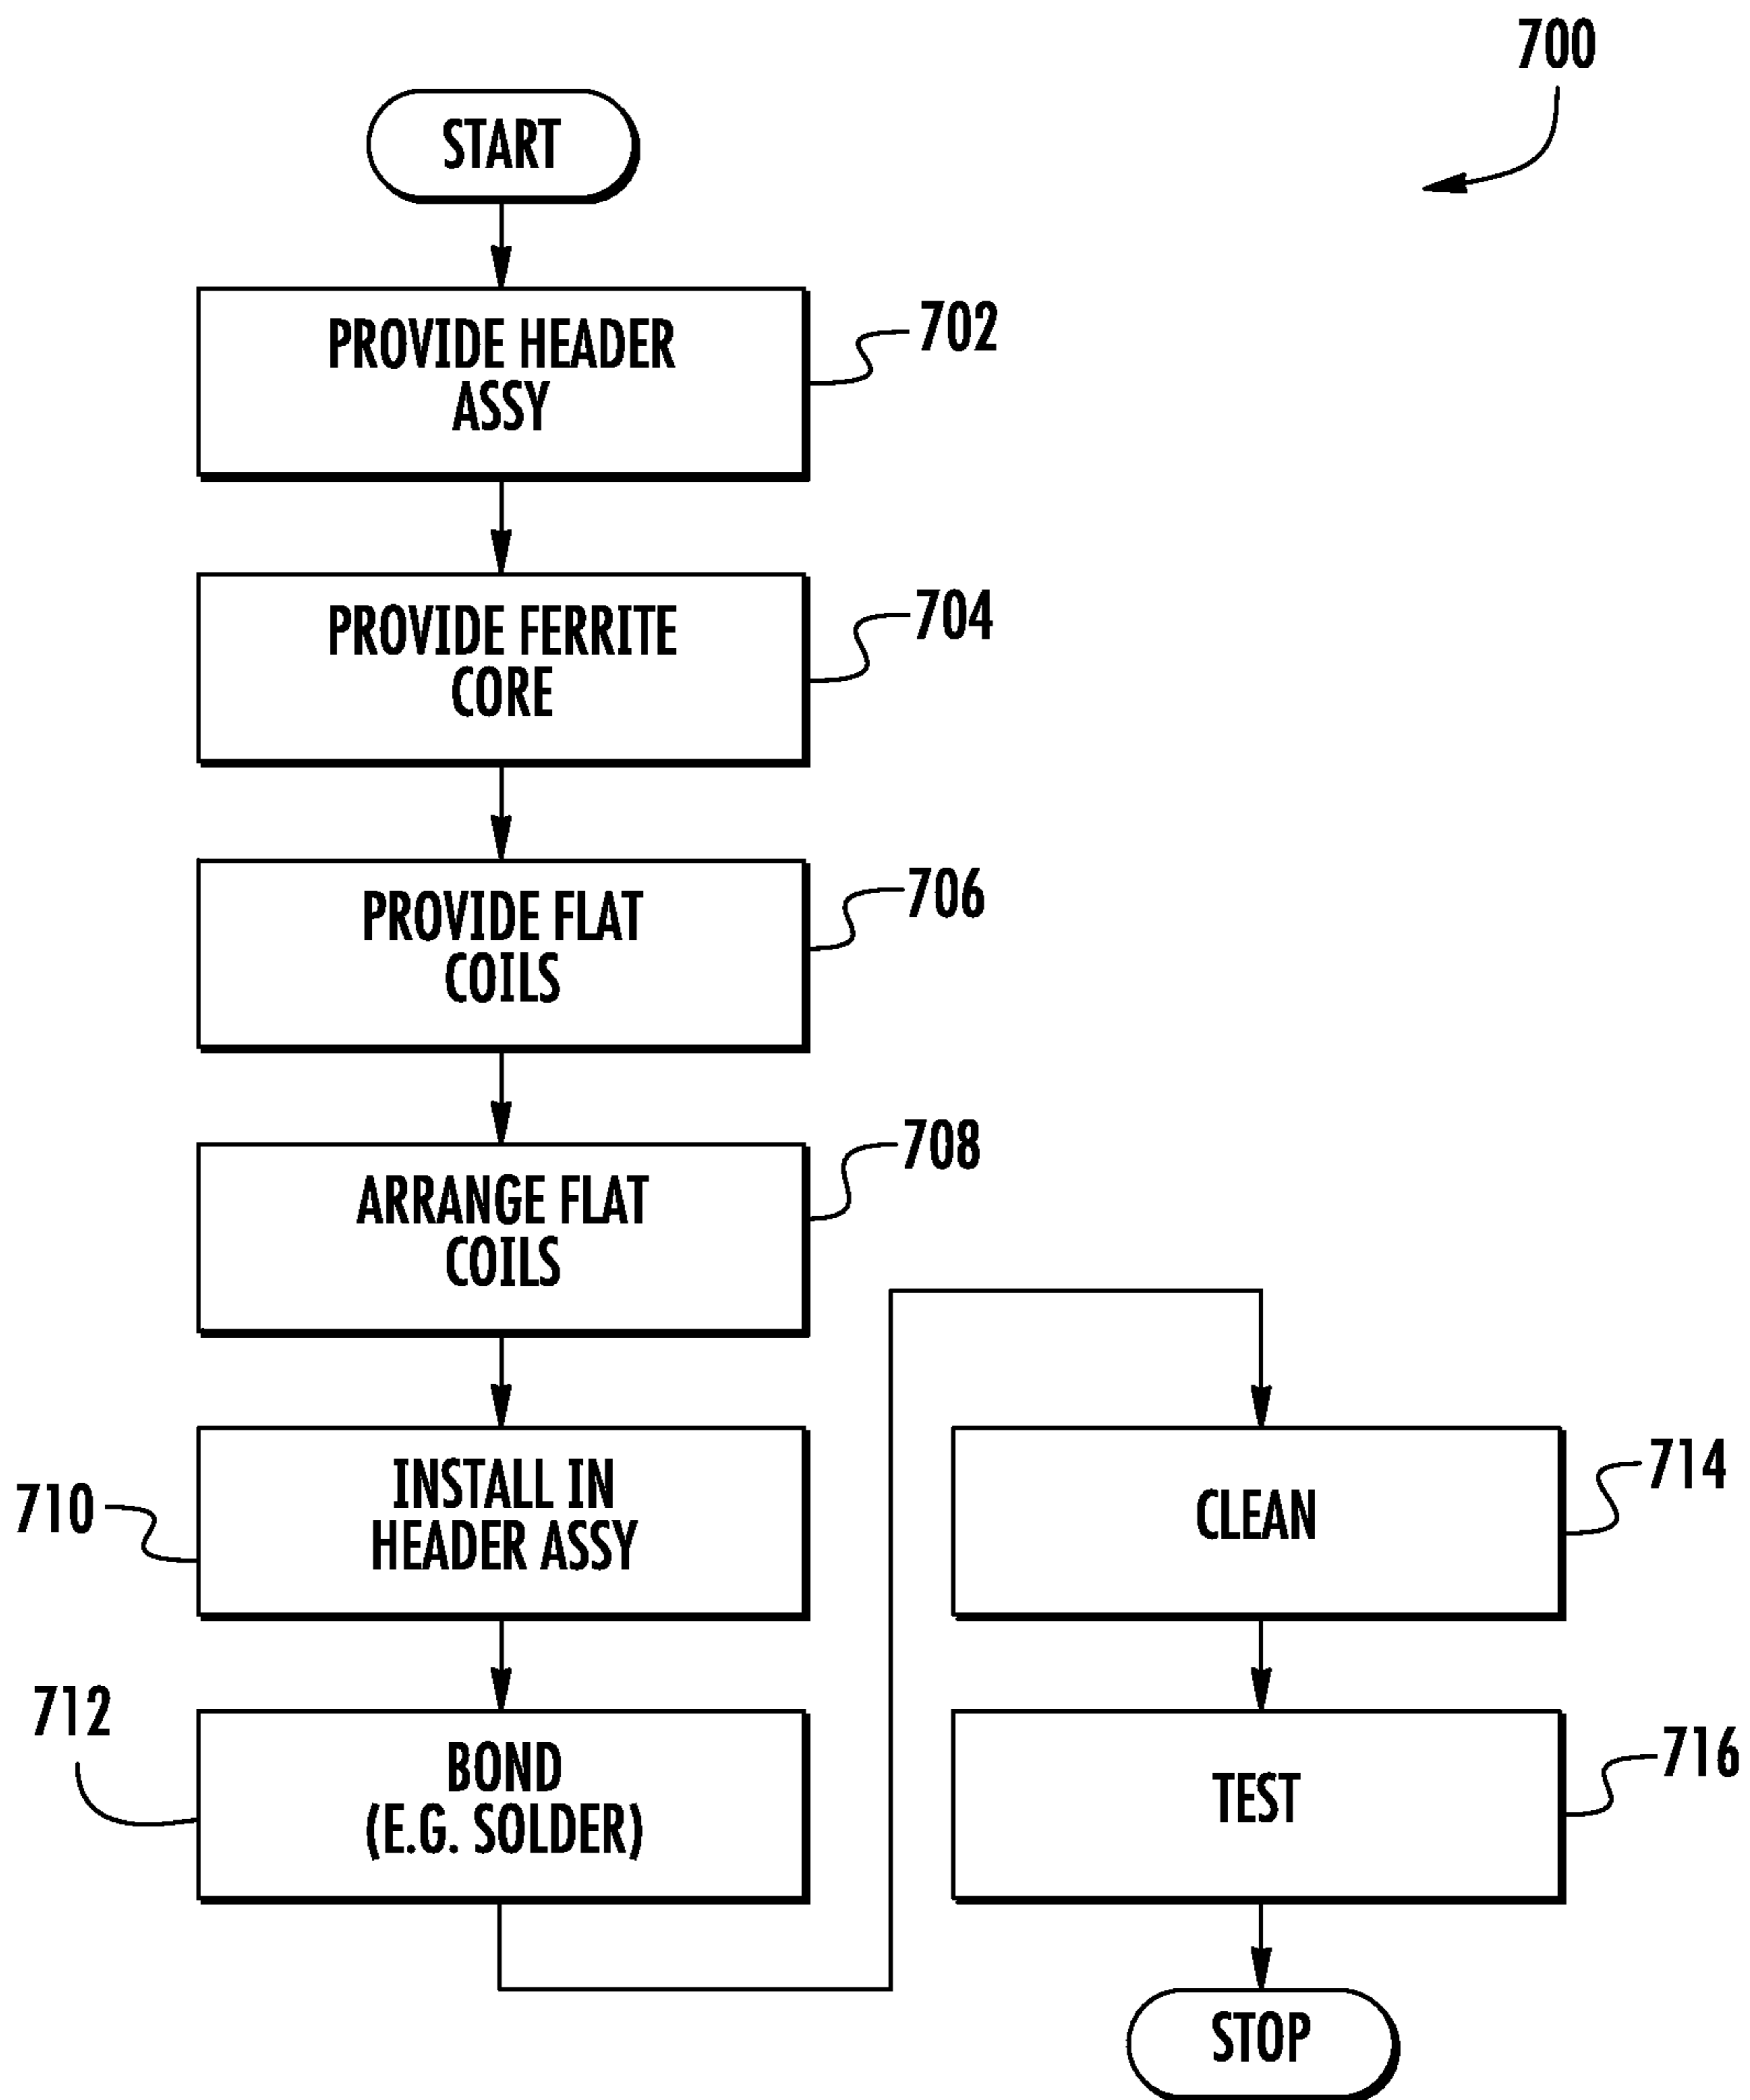 700
START
PROVIDE HEADER
ASSY
702
PROVIDE FERRITE
CORE
704
PROVIDE FLAT
COILS
706
ARRANGE FLAT
COILS
708
INSTALL IN
HEADER ASSY
710
BOND
(E.G. SOLDER)
712
CLEAN
714
TEST
716
STOP